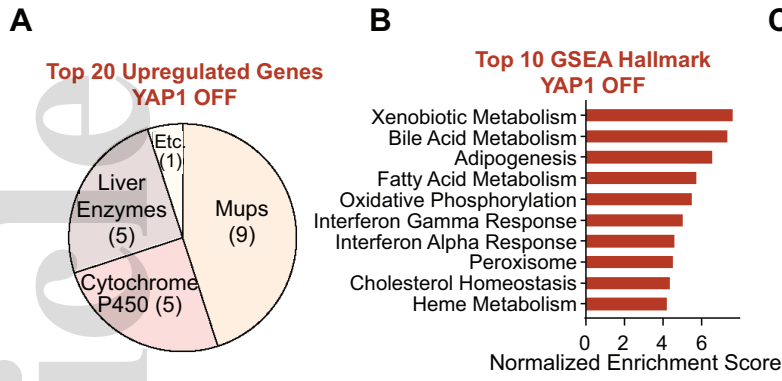 A
Top 20 Upregulated Genes
YAP1 OFF
Etc.
(1)
Liver
Enzymes
(5)
Mups
(9)
Cytochrome
P450 (5)
B
Top 10 GSEA Hallmark
YAP1 OFF
Xenobiotic Metabolism
Bile Acid Metabolism
Adipogenesis
Fatty Acid Metabolism
Oxidative Phosphorylation
Interferon Gamma Response
Interferon Alpha Response
Peroxisome
Cholesterol Homeostasis
Heme Metabolism
0 2 4 6
Normalized Enrichment Score
C
icle